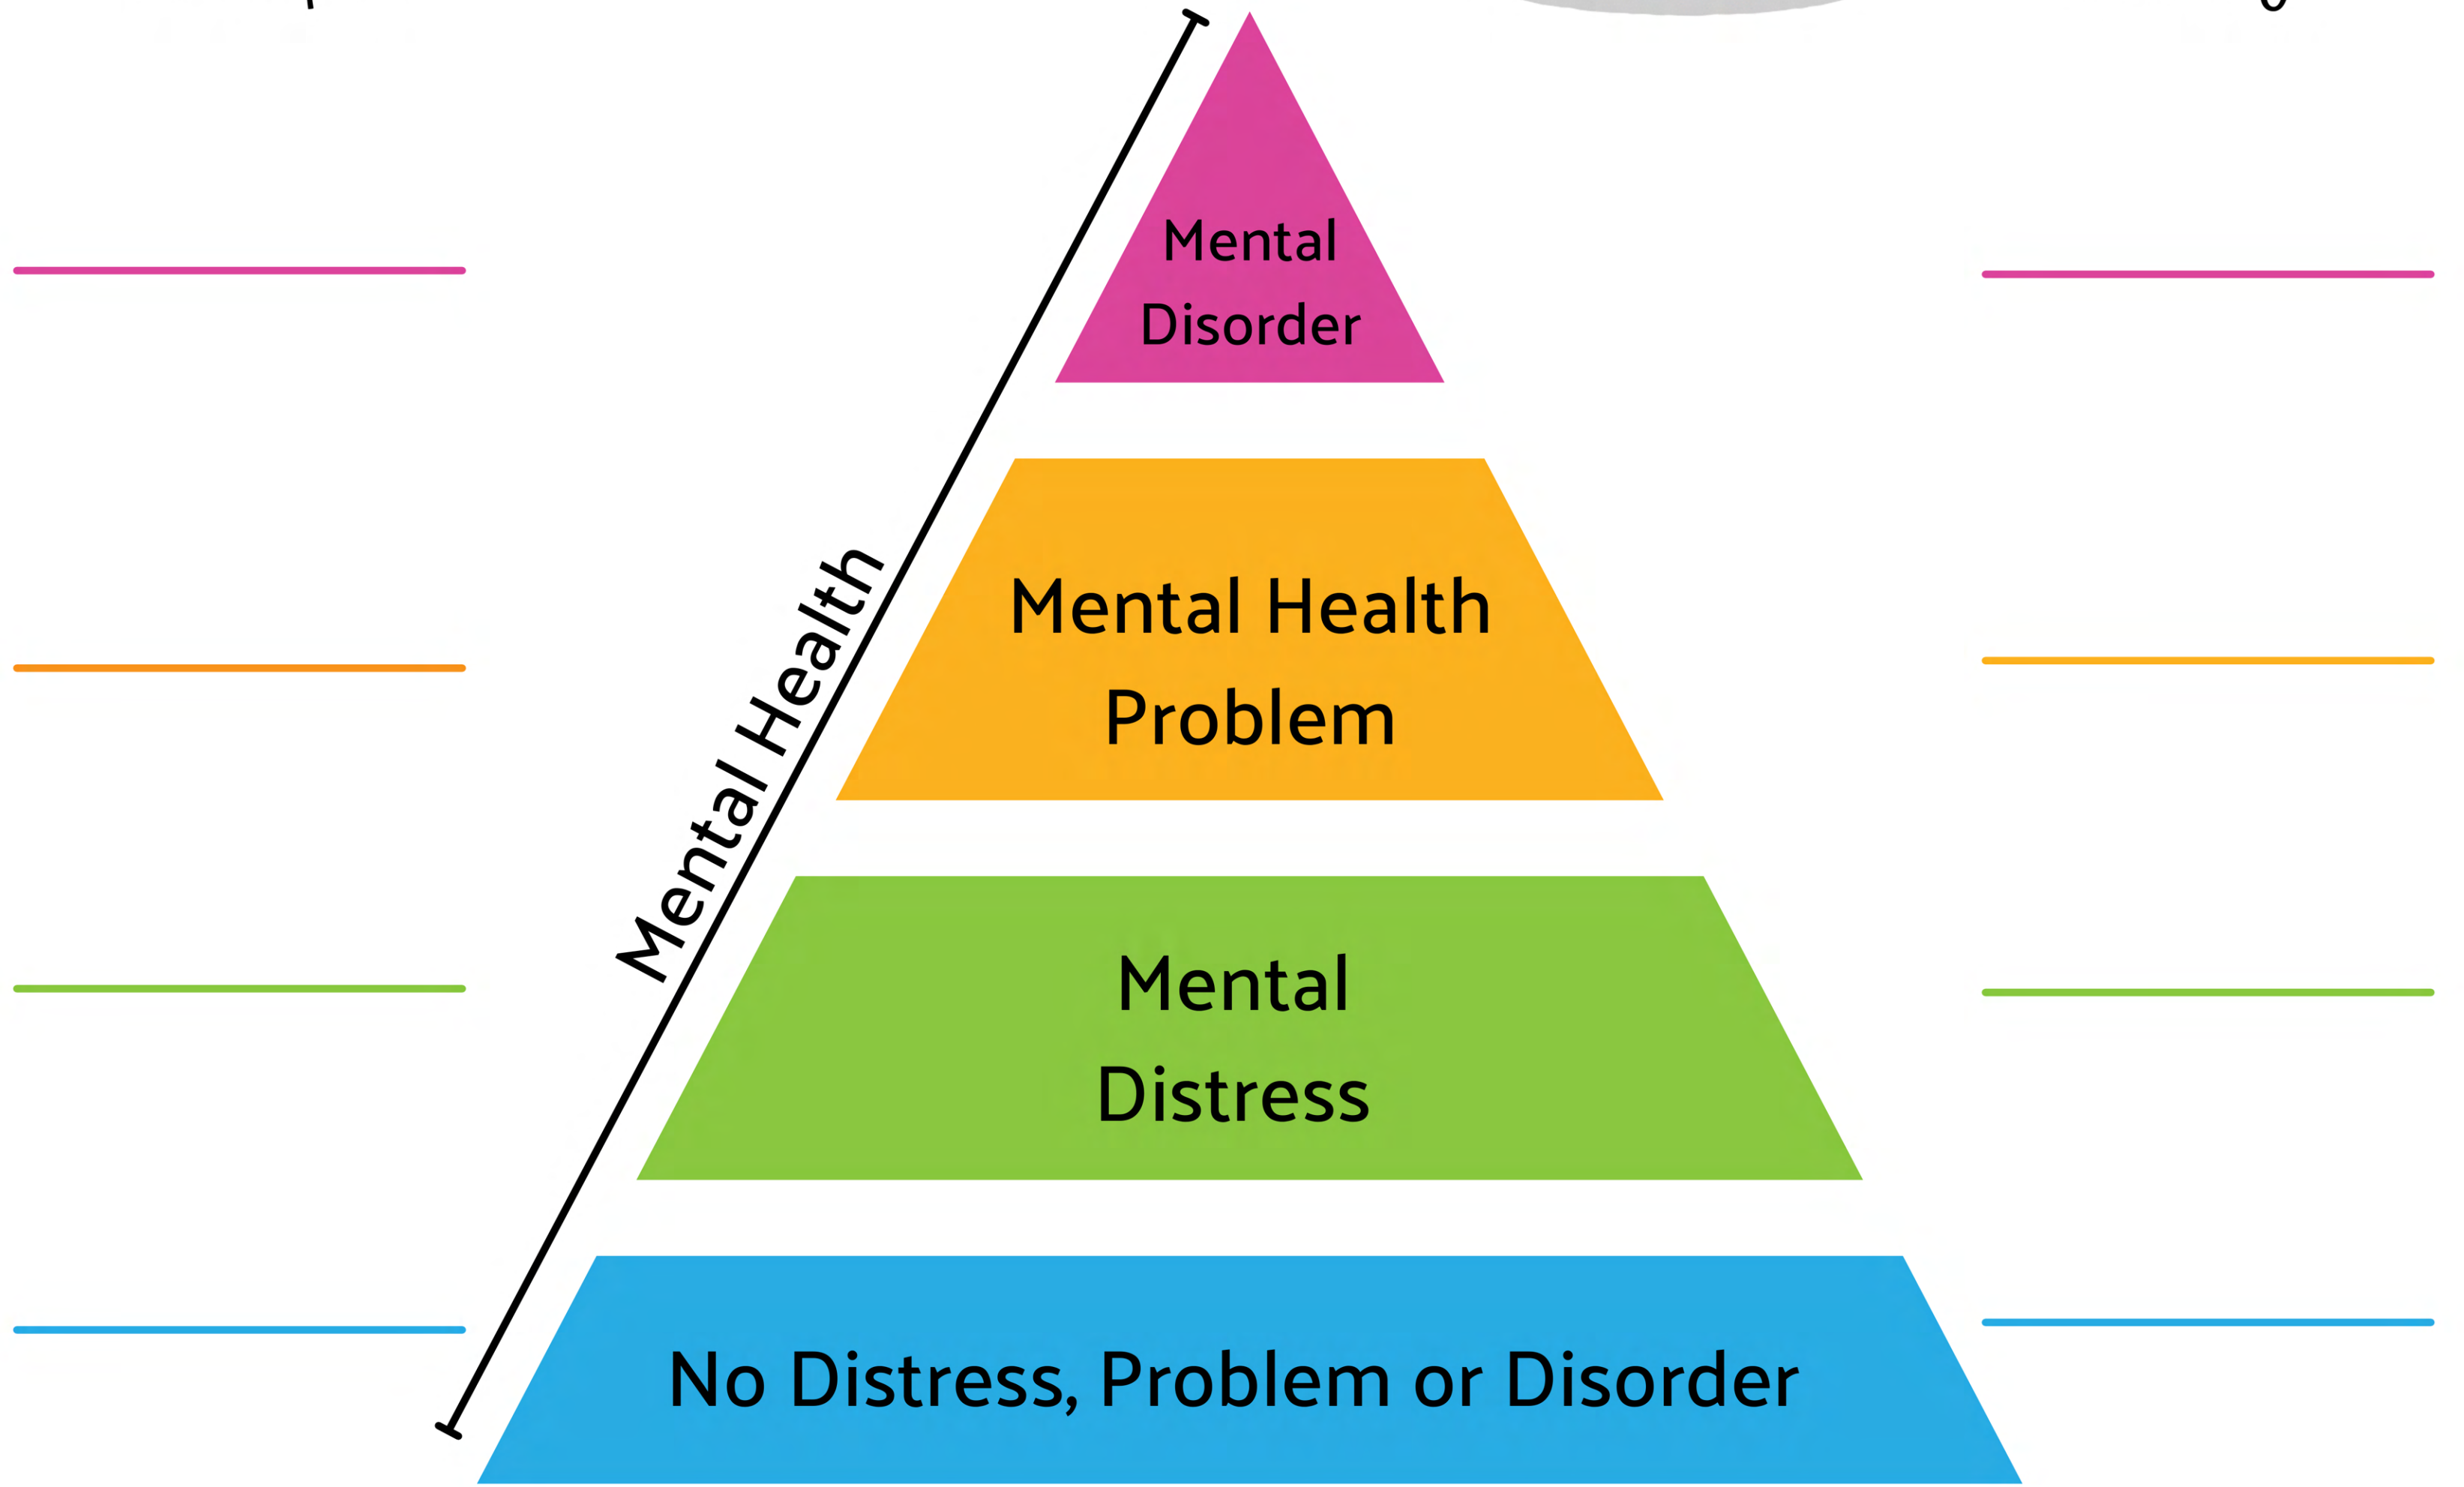 Mental
Disorder
Mental Health
Problem
Mental Health
Mental
Distress
No Distress, Problem or Disorder